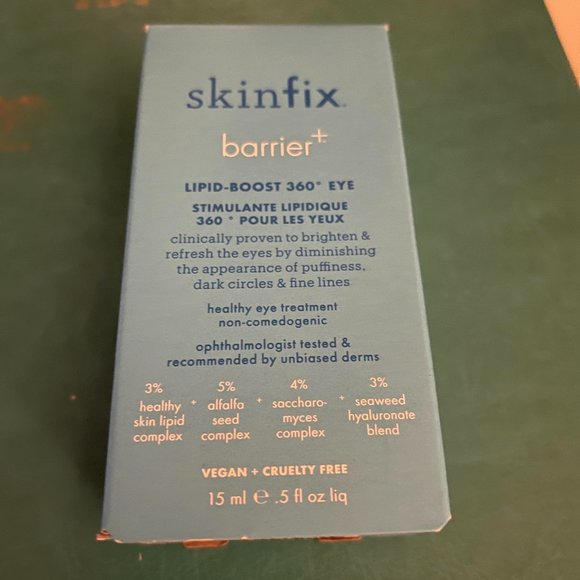 skinfix
barrier+
LIPID-BOOST 360° EYE
STIMULANTE LIPIDIQUE
360 ° POUR LES YEUX
clinically proven to brighten &
refresh the eyes by diminishing
the appearance of puffiness,
dark circles & fine lines
healthy eye treatment
non-comedogenic
ophthalmologist tested &
recommended by unbiased derms
3% 5% 4% 3%
healthy + alfalfa + saccharo- + seaweed
skin lipid seed myces hyaluronate
complex complex complex blend
VEGAN + CRUELTY FREE
15 ml ℮ .5 fl oz liq